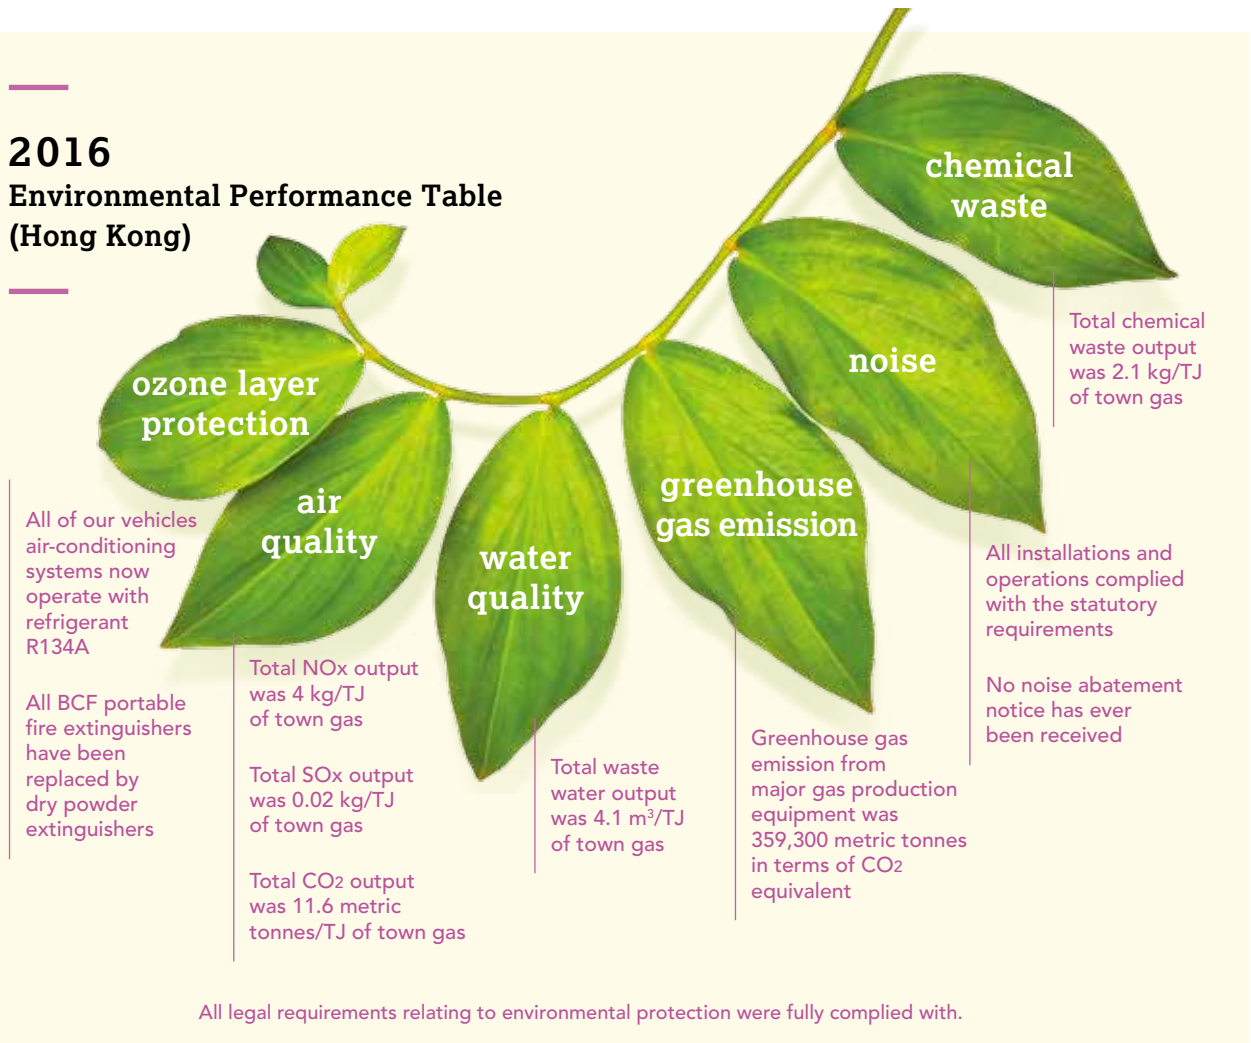 2016
Environmental Performance Table
(Hong Kong)
ozone layer
protection
All of our vehicles
air-conditioning
systems now
operate with
refrigerant
R134A
All BCF portable
fire extinguishers
have been
replaced by
dry powder
extinguishers
air
quality
Total NOx output
was 4 kg/TJ
of town gas
Total SOx output
was 0.02 kg/TJ
of town gas
Total CO2 output
was 11.6 metric
tonnes/TJ of town gas
water
quality
Total waste
water output
was 4.1 m³/TJ
of town gas
greenhouse
gas emission
Greenhouse gas
emission from
major gas production
equipment was
359,300 metric tonnes
in terms of CO2
equivalent
noise
All installations and
operations complied
with the statutory
requirements
No noise abatement
notice has ever
been received
chemical
waste
Total chemical
waste output
was 2.1 kg/TJ
of town gas
All legal requirements relating to environmental protection were fully complied with.